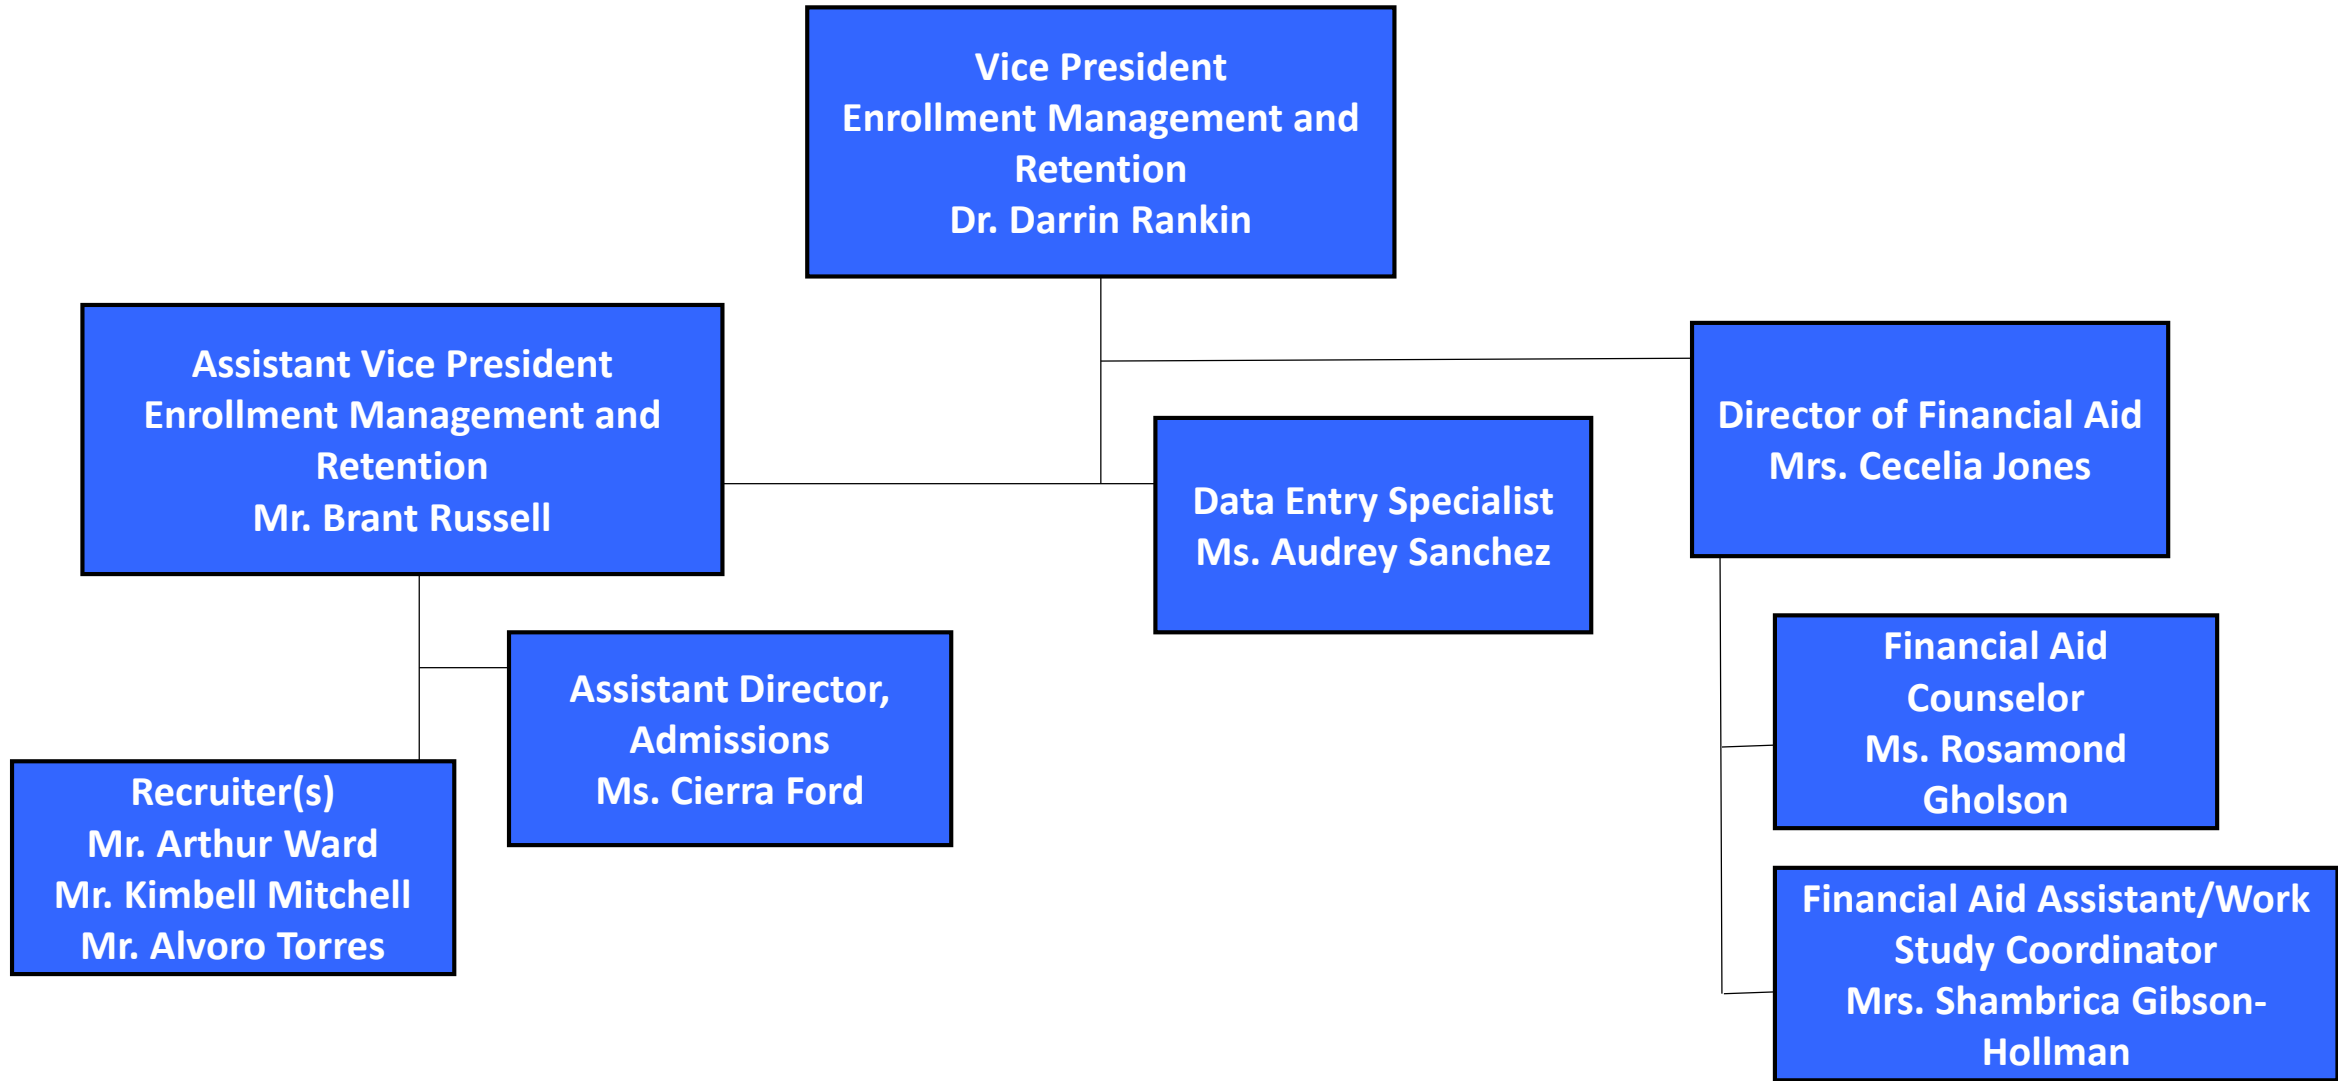 Vice President
Enrollment Management and
Retention
Dr. Darrin Rankin
Assistant Vice President
Enrollment Management and
Retention
Mr. Brant Russell
Director of Financial Aid
Mrs. Cecelia Jones
Data Entry Specialist
Ms. Audrey Sanchez
Assistant Director,
Admissions
Ms. Cierra Ford
Recruiter(s)
Mr. Arthur Ward
Mr. Kimbell Mitchell
Mr. Alvoro Torres
Financial Aid
Counselor
Ms. Rosamond
Gholson
Financial Aid Assistant/Work
Study Coordinator
Mrs. Shambrica Gibson-
Hollman